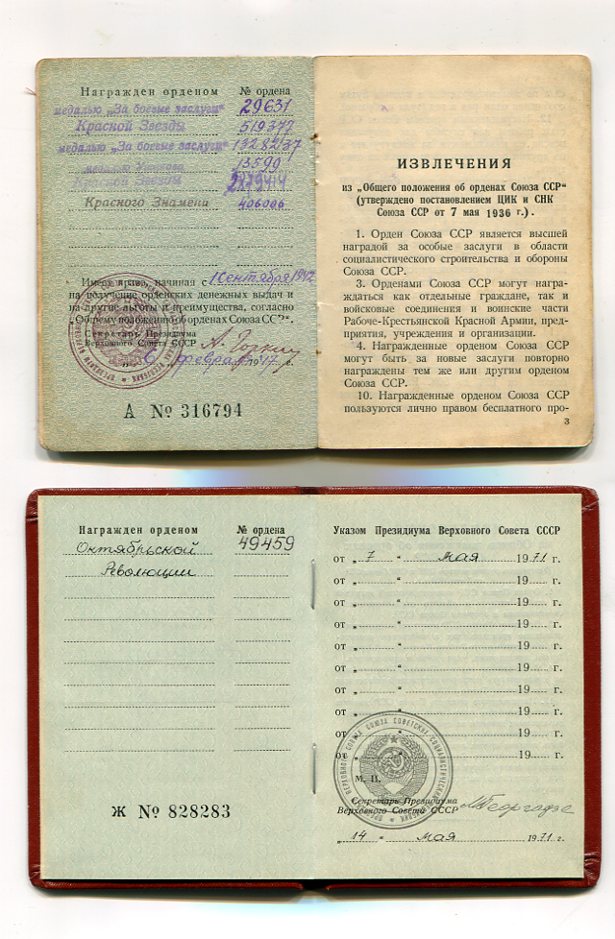 Награжден орденом № ордена
медалью „За боевые заслуги“ 29631
Красной Звезды 519377
медалью „За боевые заслуги“ 1328237
медалью 13590
Красной Звезды
Красного Знамени 406006
Имеет право, начиная с 1 Сентября 1942
на получение орденских денежных выдач и
на другие льготы и преимущества, согласно
„Общему положению об орденах Союза ССР“.
Секретарь Президиума
Верховного Совета СССР
февраля 1947 г.
А № 316794
ИЗВЛЕЧЕНИЯ
из „Общего положения об орденах Союза ССР“
(утверждено постановлением ЦИК и СНК
Союза ССР от 7 мая 1936 г.).
1. Орден Союза ССР является высшей
наградой за особые заслуги в области
социалистического строительства и обороны
Союза ССР.
3. Орденами Союза ССР могут награ-
ждаться как отдельные граждане, так и
войсковые соединения и воинские части
Рабоче-Крестьянской Красной Армии, пред-
приятия, учреждения и организации.
4. Награжденные орденом Союза ССР
могут быть за новые заслуги повторно
награждены тем же или другим орденом
Союза ССР.
10. Награжденные орденом Союза ССР
пользуются лично правом бесплатного про-
3
Награжден орденом № ордена
Октябрьской 49459
Революции
Ж № 828283
Указом Президиума Верховного Совета СССР
от „ 7 “ мая 1971 г.
от „ “ 19 г.
от „ “ 19 г.
от „ “ 19 г.
от „ “ 19 г.
от „ “ 19 г.
от „ “ 19 г.
от „ “ 19 г.
от „ “ 19 г.
от „ “ 19 г.
М. П.
Секретарь Президиума
Верховного Совета СССР
МГеоргадзе
„ 14 “ мая 1971 г.